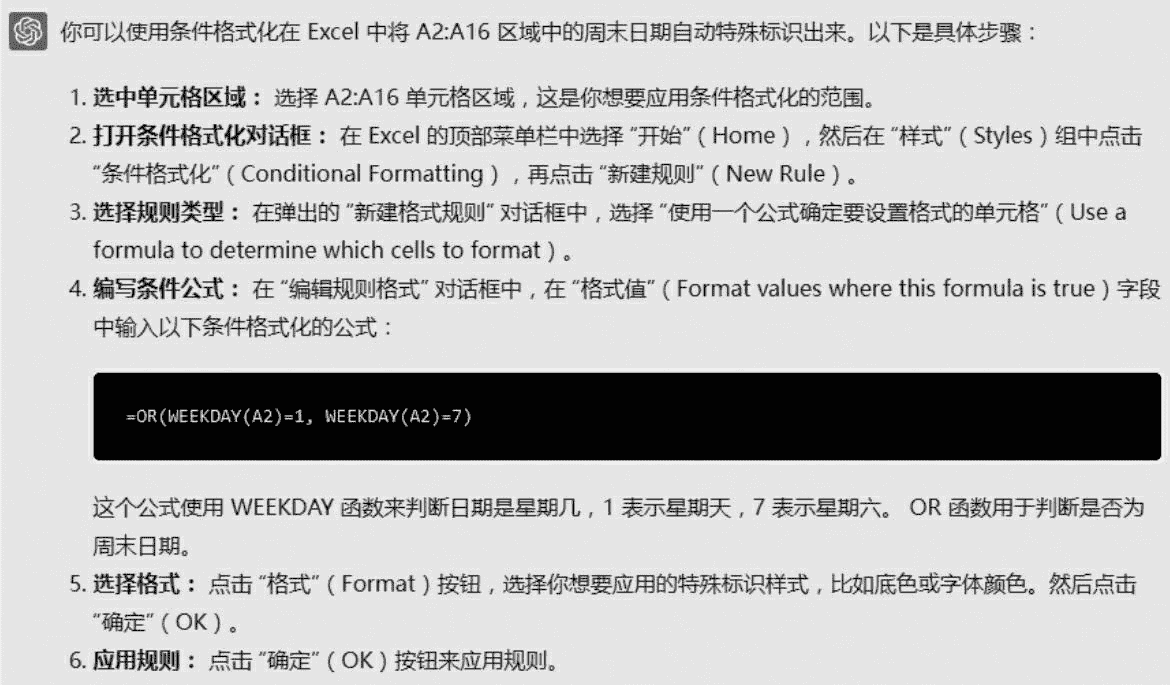 你可以使用条件格式化在 Excel 中将 A2:A16 区域中的周末日期自动特殊标识出来。以下是具体步骤：
1. 选中单元格区域： 选择 A2:A16 单元格区域，这是你想要应用条件格式化的范围。
2. 打开条件格式化对话框： 在 Excel 的顶部菜单栏中选择 “开始”（Home），然后在 “样式”（Styles）组中点击
“条件格式化”（Conditional Formatting），再点击 “新建规则”（New Rule）。
3. 选择规则类型： 在弹出的 “新建格式规则” 对话框中，选择 “使用一个公式确定要设置格式的单元格”（Use a
formula to determine which cells to format）。
4. 编写条件公式： 在 “编辑规则格式” 对话框中，在 “格式值”（Format values where this formula is true）字段
中输入以下条件格式化的公式：
=OR(WEEKDAY(A2)=1, WEEKDAY(A2)=7)
这个公式使用 WEEKDAY 函数来判断日期是星期几，1 表示星期天，7 表示星期六。 OR 函数用于判断是否为
周末日期。
5. 选择格式： 点击 “格式”（Format）按钮，选择你想要应用的特殊标识样式，比如底色或字体颜色。然后点击
“确定”（OK）。
6. 应用规则： 点击 “确定”（OK）按钮来应用规则。